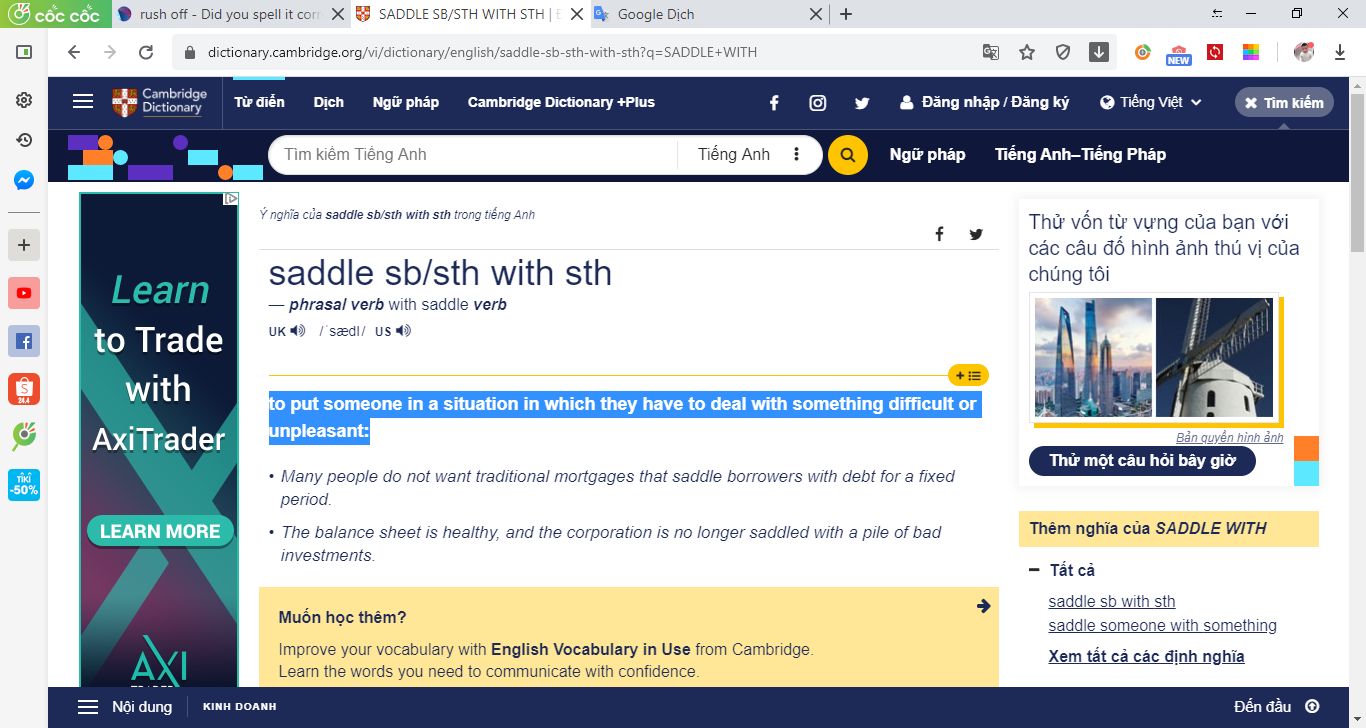 cốc cốc
rush off - Did you spell it corr
SADDLE SB/STH WITH STH |
Google Dịch
dictionary.cambridge.org/vi/dictionary/english/saddle-sb-sth-with-sth?q=SADDLE+WITH
NEW
Cambridge
Dictionary
Từ điển
Dịch
Ngữ pháp
Cambridge Dictionary +Plus
Đăng nhập / Đăng ký
Tiếng Việt
Tìm kiếm
Tìm kiếm Tiếng Anh
Tiếng Anh
Ngữ pháp
Tiếng Anh–Tiếng Pháp
24.4
TIKI
-50%
Learn
to Trade
with
AxiTrader
LEARN MORE
AXI
Ý nghĩa của saddle sb/sth with sth trong tiếng Anh
saddle sb/sth with sth
— phrasal verb with saddle verb
UK /ˈsædl/ US
to put someone in a situation in which they have to deal with something difficult or
unpleasant:
• Many people do not want traditional mortgages that saddle borrowers with debt for a fixed
period.
• The balance sheet is healthy, and the corporation is no longer saddled with a pile of bad
investments.
Muốn học thêm?
Improve your vocabulary with English Vocabulary in Use from Cambridge.
Learn the words you need to communicate with confidence.
Thử vốn từ vựng của bạn với
các câu đố hình ảnh thú vị của
chúng tôi
Bản quyền hình ảnh
Thử một câu hỏi bây giờ
Thêm nghĩa của SADDLE WITH
Tất cả
saddle sb with sth
saddle someone with something
Xem tất cả các định nghĩa
Nội dung
KINH DOANH
Đến đầu